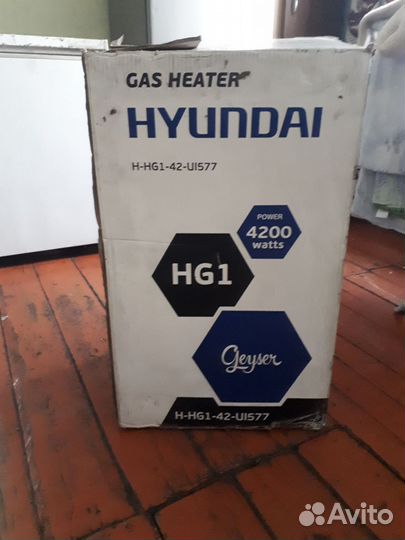 GAS HEATER
HYUNDAI
H-HG1-42-UI577
POWER
4200
watts
HG1
Geyser
H-HG1-42-UI577
Avito